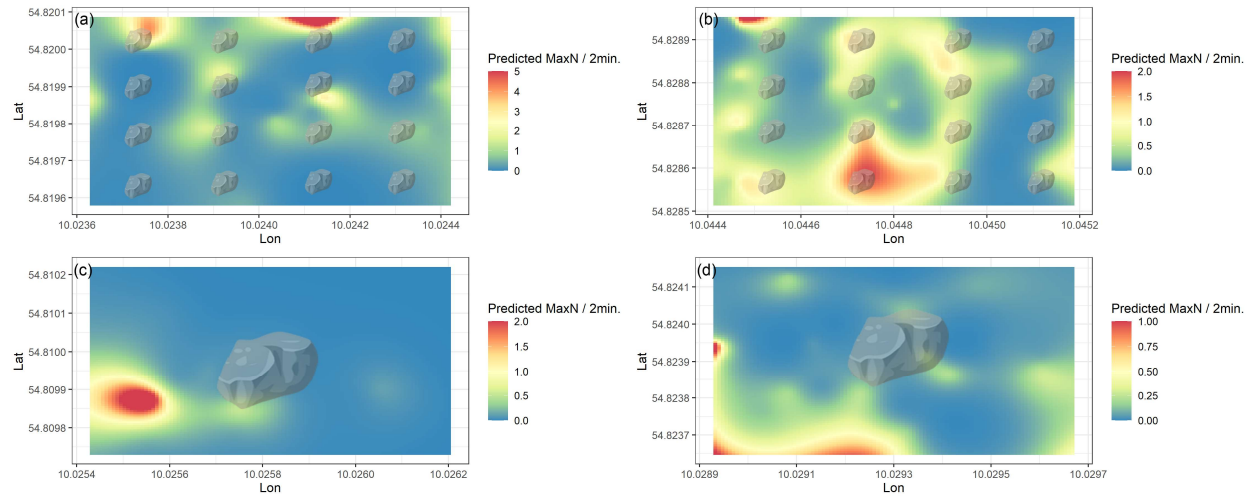 (a)
54.8201
54.8200
54.8199
54.8198
54.8197
54.8196
Lat
10.0236 10.0238 10.0240 10.0242 10.0244
Lon
Predicted MaxN / 2min.
5
4
3
2
1
0
(b)
54.8289
54.8288
54.8287
54.8286
54.8285
Lat
10.0444 10.0446 10.0448 10.0450 10.0452
Lon
Predicted MaxN / 2min.
2.0
1.5
1.0
0.5
0.0
(c)
54.8102
54.8101
54.8100
54.8099
54.8098
Lat
10.0254 10.0256 10.0258 10.0260 10.0262
Lon
Predicted MaxN / 2min.
2.0
1.5
1.0
0.5
0.0
(d)
54.8241
54.8240
54.8239
54.8238
54.8237
Lat
10.0289 10.0291 10.0293 10.0295 10.0297
Lon
Predicted MaxN / 2min.
1.00
0.75
0.50
0.25
0.00